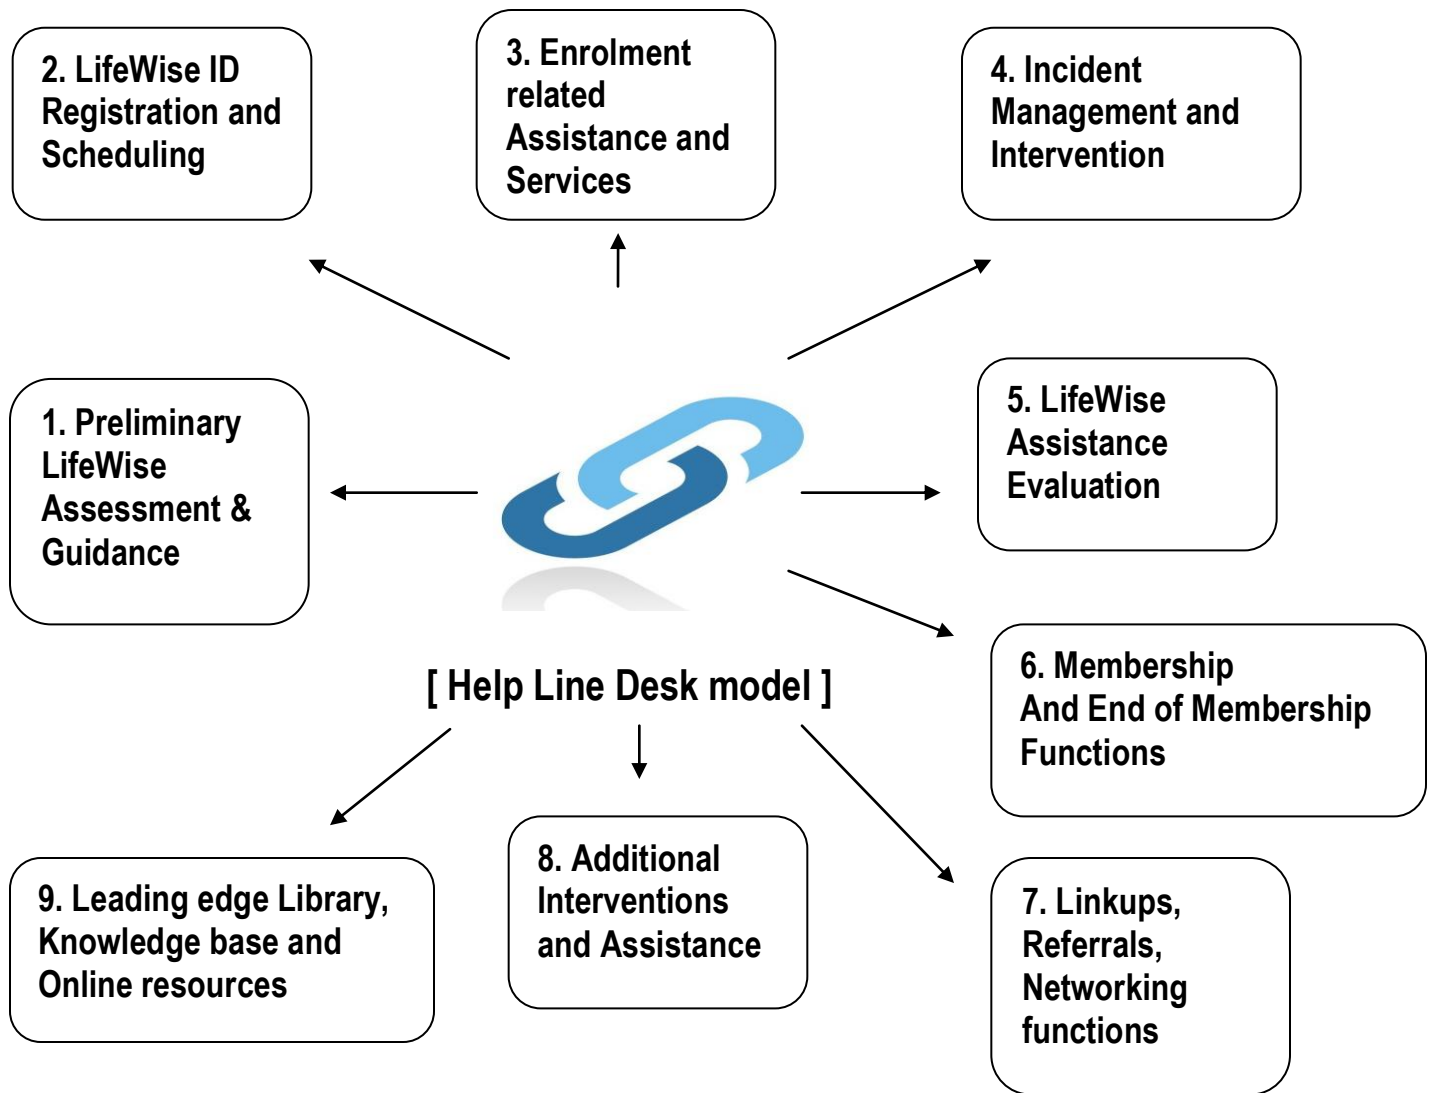 2. LifeWise ID
Registration and
Scheduling
3. Enrolment
related
Assistance and
Services
4. Incident
Management and
Intervention
1. Preliminary
LifeWise
Assessment &
Guidance
5. LifeWise
Assistance
Evaluation
[ Help Line Desk model ]
6. Membership
And End of Membership
Functions
9. Leading edge Library,
Knowledge base and
Online resources
8. Additional
Interventions
and Assistance
7. Linkups,
Referrals,
Networking
functions